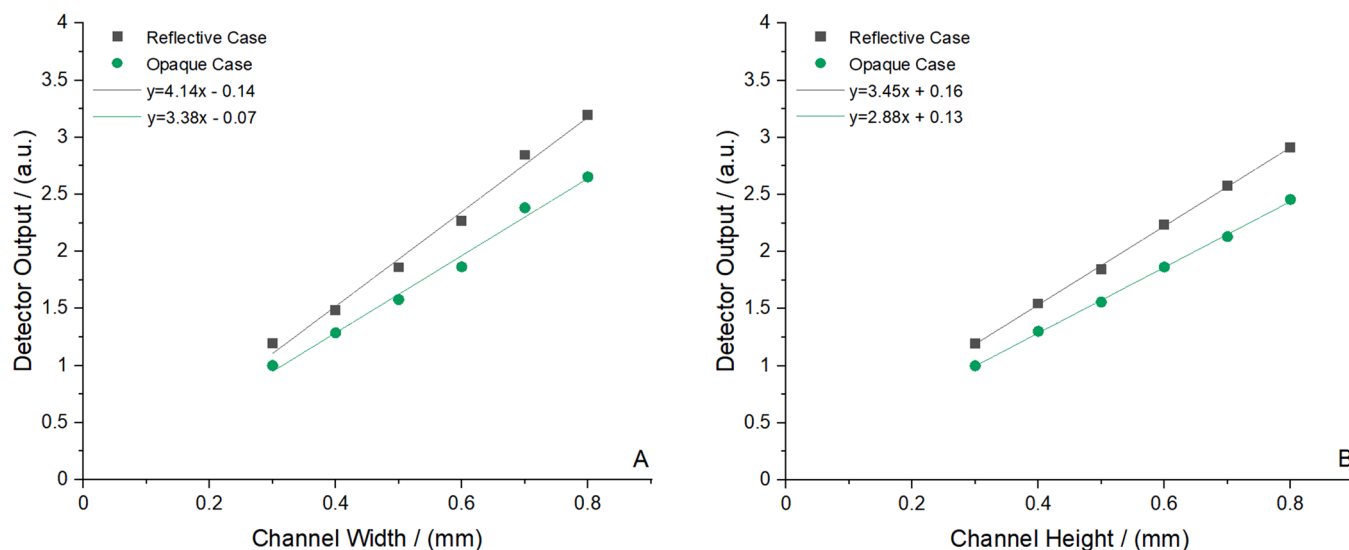 4
3.5
3
2.5
2
1.5
1
0.5
0
Detector Output / (a.u.)
Reflective Case
Opaque Case
y=4.14x - 0.14
y=3.38x - 0.07
A
0
0.2
0.4
0.6
0.8
Channel Width / (mm)
4
3.5
3
2.5
2
1.5
1
0.5
0
Detector Output / (a.u.)
Reflective Case
Opaque Case
y=3.45x + 0.16
y=2.88x + 0.13
B
0
0.2
0.4
0.6
0.8
Channel Height / (mm)